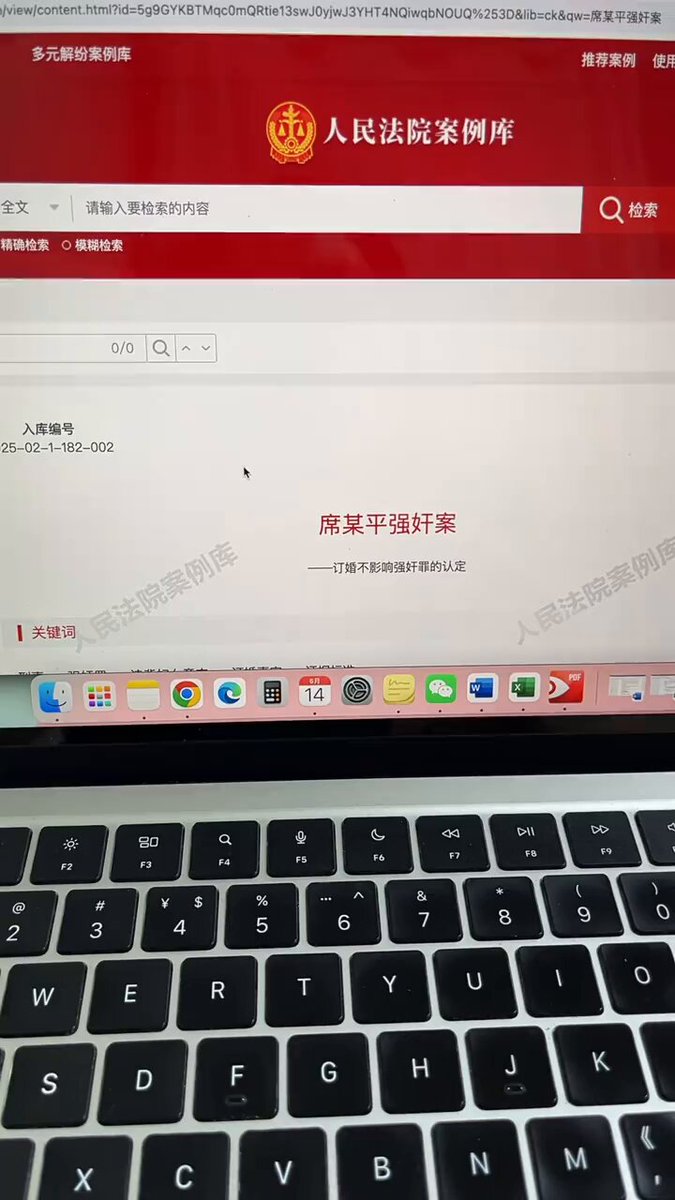 /view/content.html?id=5g9GYKBTMqc0mQRtie13swJ0yjwJ3YHT4NQiwqbNOUQ%253D&lib=ck&qw=席某平强奸案
多元解纷案例库
推荐案例 使用
人民法院案例库
全文 请输入要检索的内容 检索
精确检索 模糊检索
0/0
入库编号
25-02-1-182-002
席某平强奸案
——订婚不影响强奸罪的认定
人民法院案例库
人民法院案例库
关键词
6月
14
W
X
PDF
F2 F3 F4 F5 F6 F7 F8 F9
@ # ¥ $ % … ^ & * ( )
2 3 4 5 6 7 8 9 0
W E R T Y U I O
S D F G H J K
X C V B N M 《 ,